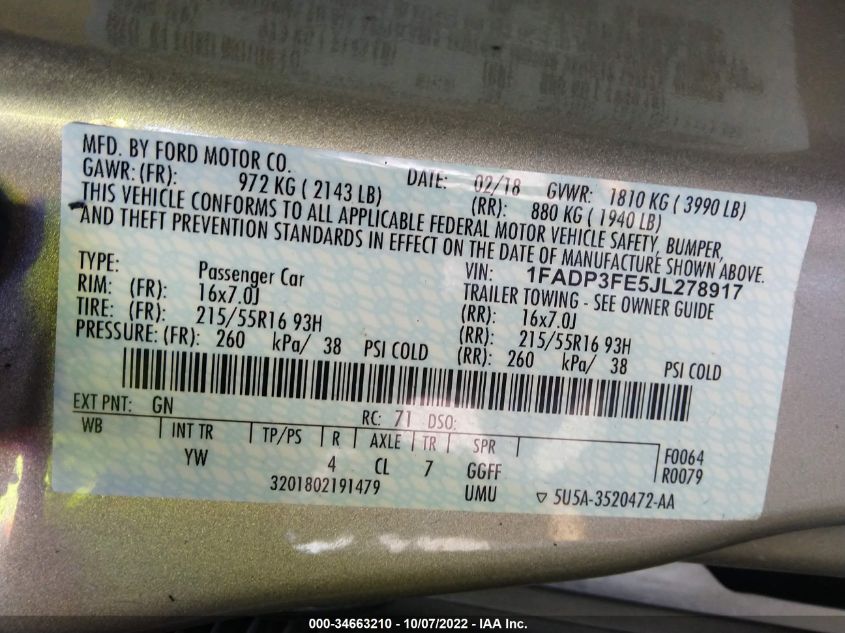 MFD. BY FORD MOTOR CO. DATE: 02/18 GVWR: 1810 KG ( 3990 LB)
GAWR: (FR): 972 KG ( 2143 LB) (RR): 880 KG ( 1940 LB)
THIS VEHICLE CONFORMS TO ALL APPLICABLE FEDERAL MOTOR VEHICLE SAFETY, BUMPER,
AND THEFT PREVENTION STANDARDS IN EFFECT ON THE DATE OF MANUFACTURE SHOWN ABOVE.
VIN: 1FADP3FE5JL278917
TYPE: Passenger Car TRAILER TOWING - SEE OWNER GUIDE
RIM: (FR): 16x7.0J (RR): 16x7.0J
TIRE: (FR): 215/55R16 93H (RR): 215/55R16 93H
PRESSURE: (FR): 260 kPa/ 38 PSI COLD (RR): 260 kPa/ 38 PSI COLD
EXT PNT: GN RC: 71 DSO:
WB INT TR TP/PS R AXLE TR SPR F0064
YW 4 CL 7 GGFF R0079
3201802191479 UMU ▽ 5U5A-3520472-AA
000-34663210 - 10/07/2022 - IAA Inc.